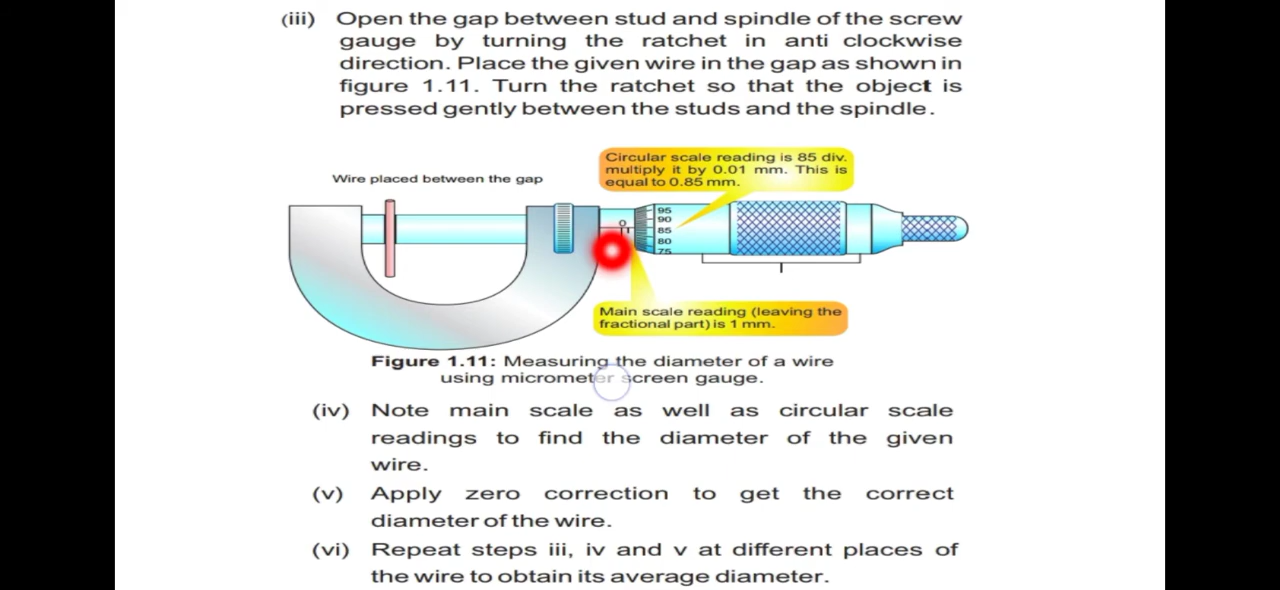 (iii) Open the gap between stud and spindle of the screw
gauge by turning the ratchet in anti clockwise
direction. Place the given wire in the gap as shown in
figure 1.11. Turn the ratchet so that the object is
pressed gently between the studs and the spindle.
Circular scale reading is 85 div.
multiply it by 0.01 mm. This is
equal to 0.85 mm.
Wire placed between the gap
95
90
85
80
75
0
1
Main scale reading (leaving the
fractional part) is 1 mm.
Figure 1.11: Measuring the diameter of a wire
using micrometer screen gauge.
(iv) Note main scale as well as circular scale
readings to find the diameter of the given
wire.
(v) Apply zero correction to get the correct
diameter of the wire.
(vi) Repeat steps iii, iv and v at different places of
the wire to obtain its average diameter.